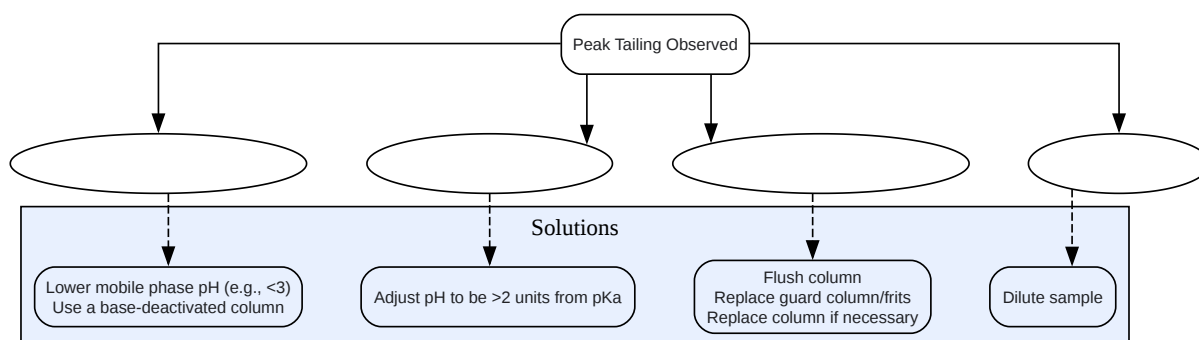 Peak Tailing Observed
Solutions
Lower mobile phase pH (e.g., <3)
Use a base-deactivated column
Adjust pH to be >2 units from pKa
Flush column
Replace guard column/frits
Replace column if necessary
Dilute sample